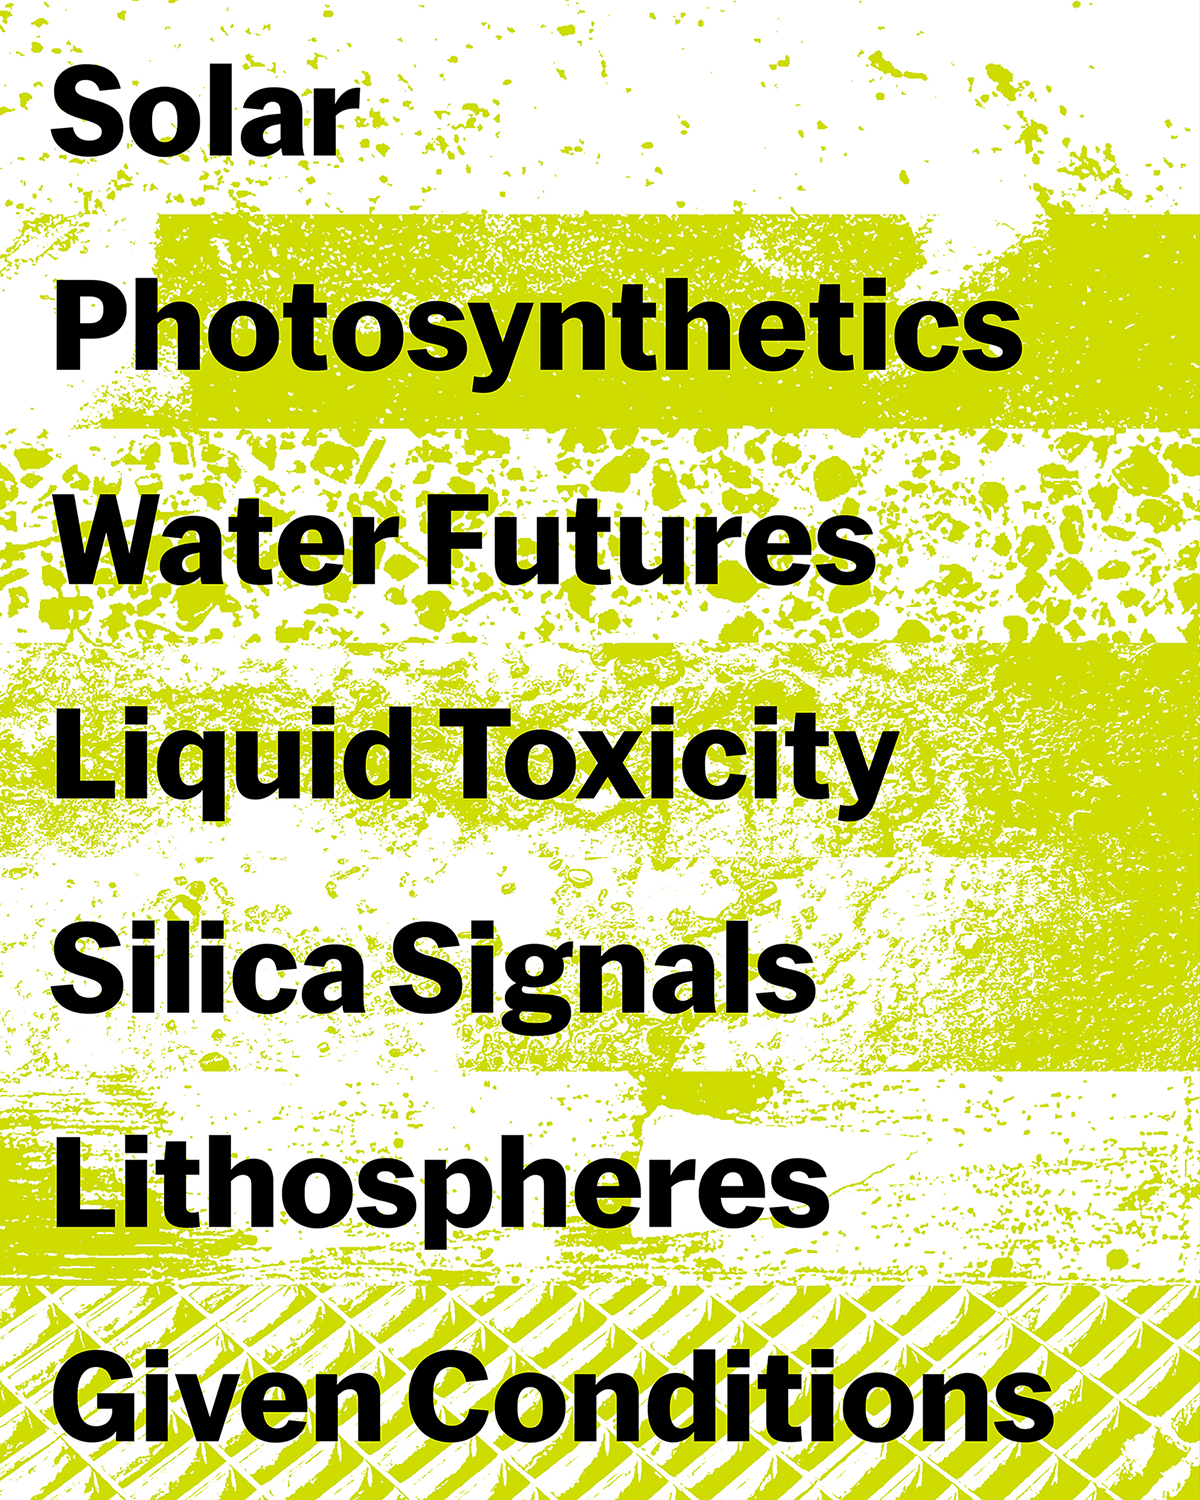 Solar
Photosynthetics
Water Futures
Liquid Toxicity
Silica Signals
Lithospheres
Given Conditions